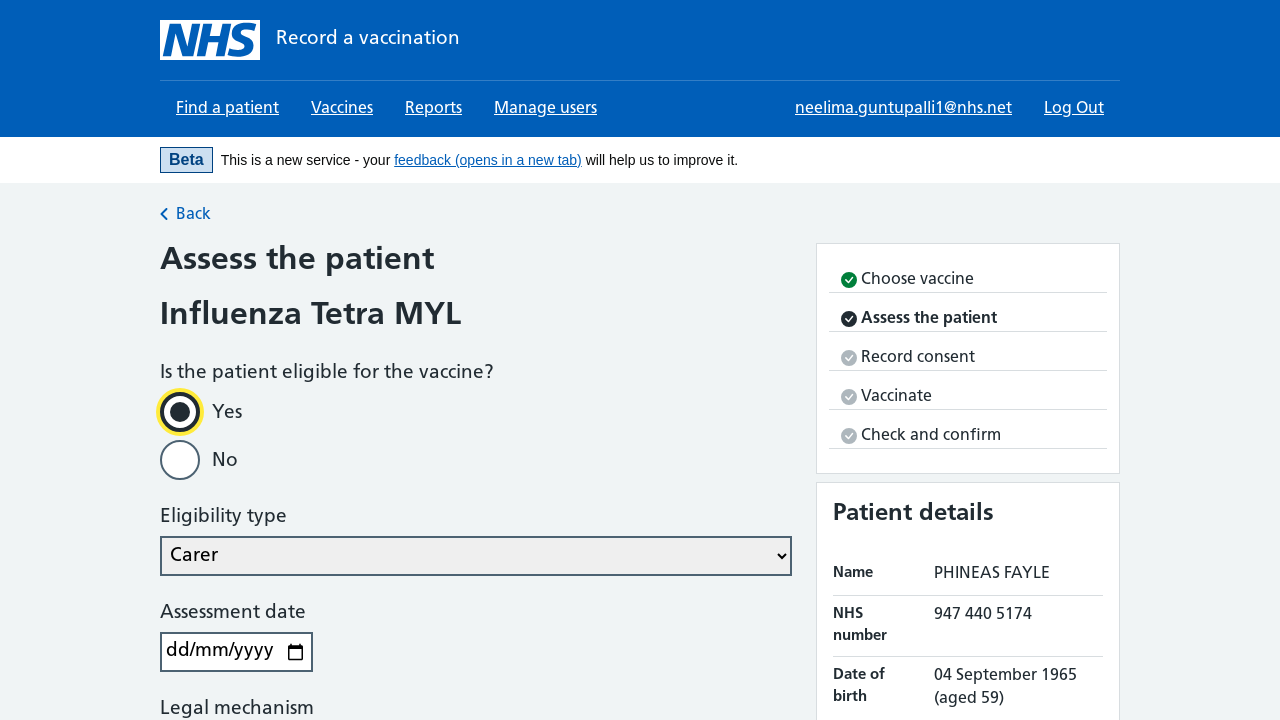 NHS Record a vaccination
Find a patient Vaccines Reports Manage users neelima.guntupalli1@nhs.net Log Out
Beta This is a new service - your feedback (opens in a new tab) will help us to improve it.
Back
Assess the patient
Influenza Tetra MYL
Is the patient eligible for the vaccine?
Yes
No
Eligibility type
Carer
Assessment date
dd/mm/yyyy
Legal mechanism
Choose vaccine
Assess the patient
Record consent
Vaccinate
Check and confirm
Patient details
Name PHINEAS FAYLE
NHS number 947 440 5174
Date of birth 04 September 1965 (aged 59)